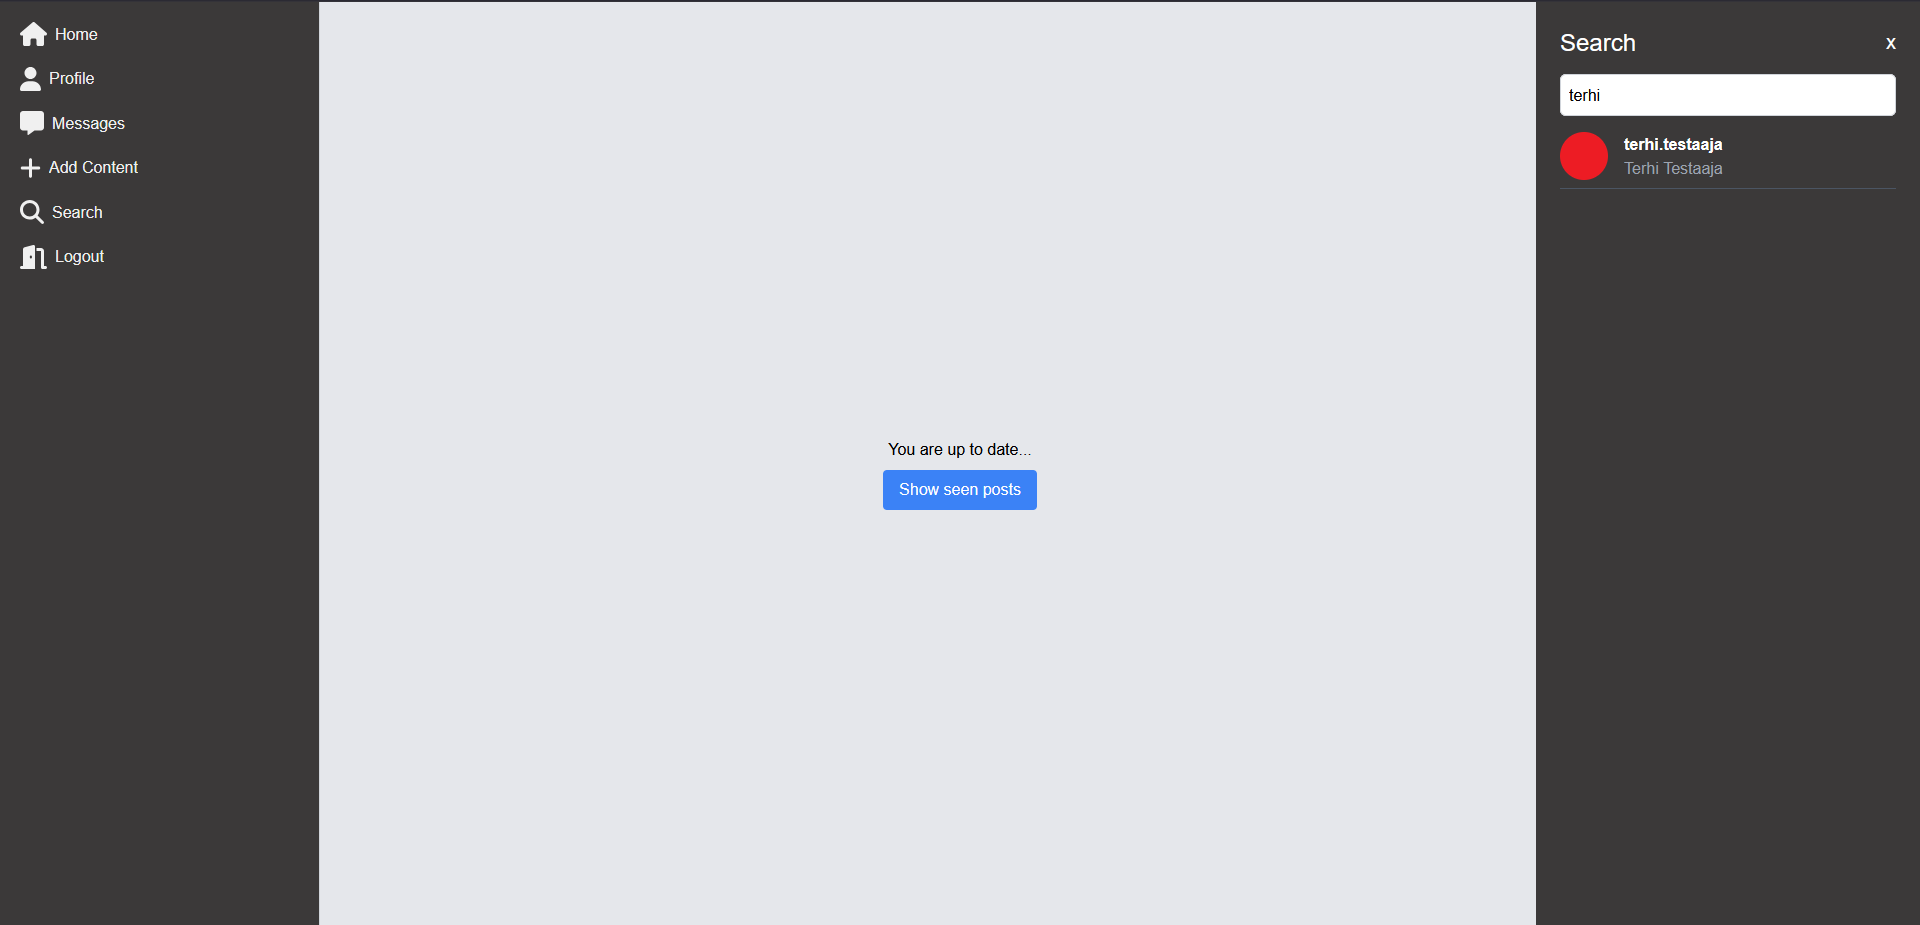 Home
Profile
Messages
Add Content
Search
Logout
You are up to date...
Show seen posts
Search
X
terhi
terhi.testaaja
Terhi Testaaja